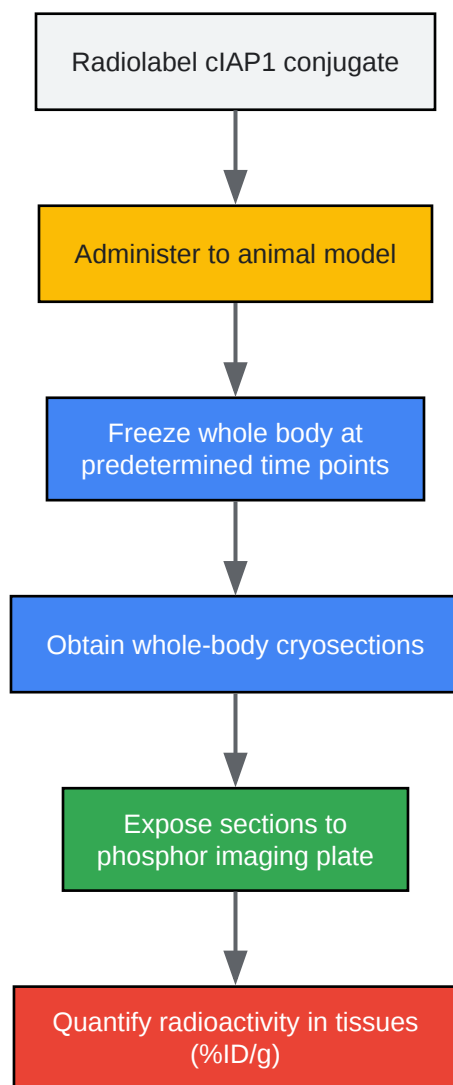 Radiolabel cIAP1 conjugate
Administer to animal model
Freeze whole body at
predetermined time points
Obtain whole-body cryosections
Expose sections to
phosphor imaging plate
Quantify radioactivity in tissues
(%ID/g)